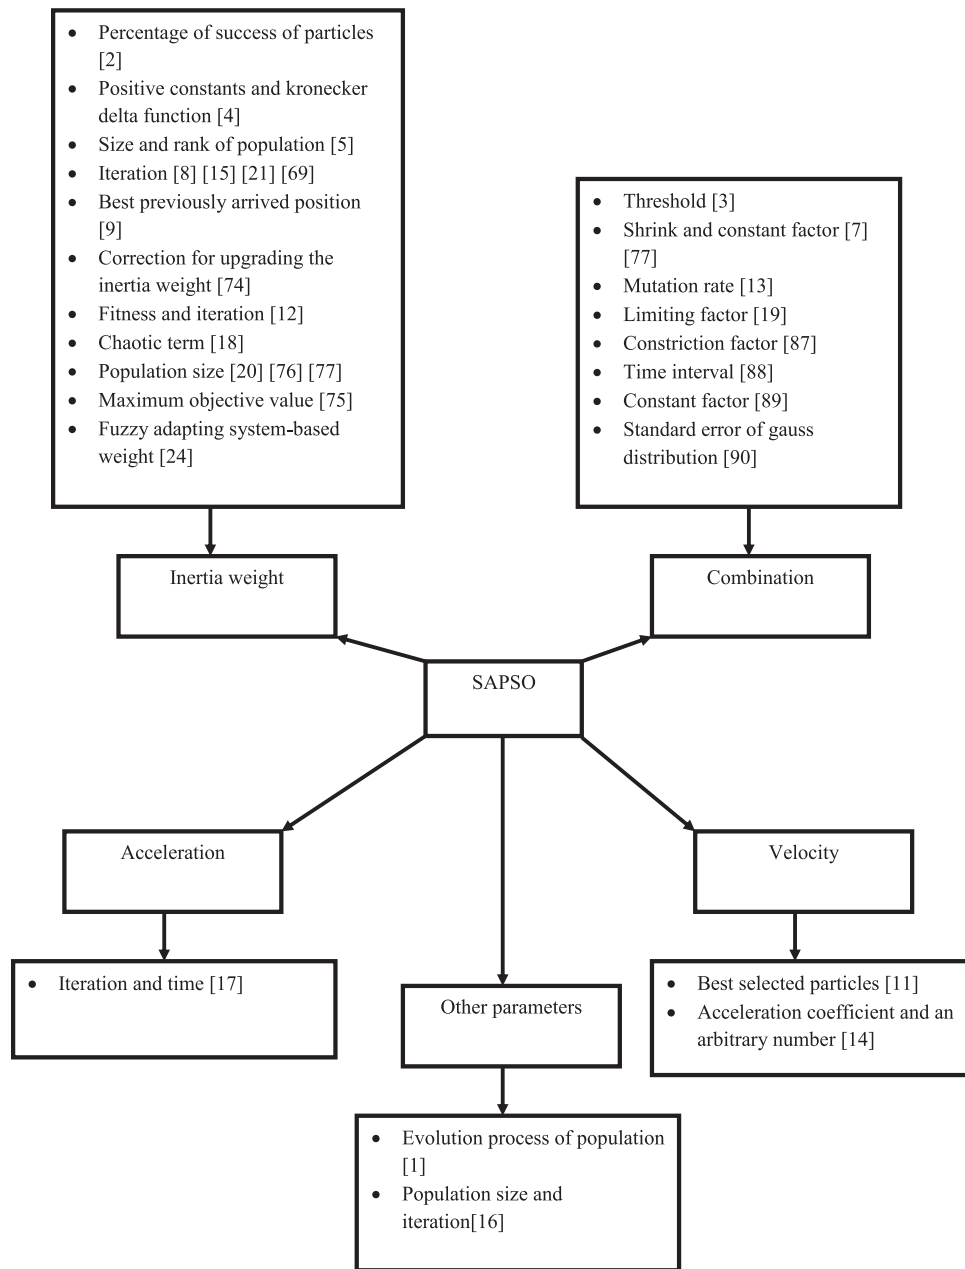 • Percentage of success of particles
[2]
• Positive constants and kronecker
delta function [4]
• Size and rank of population [5]
• Iteration [8] [15] [21] [69]
• Best previously arrived position
[9]
• Correction for upgrading the
inertia weight [74]
• Fitness and iteration [12]
• Chaotic term [18]
• Population size [20] [76] [77]
• Maximum objective value [75]
• Fuzzy adapting system-based
weight [24]
• Threshold [3]
• Shrink and constant factor [7]
[77]
• Mutation rate [13]
• Limiting factor [19]
• Constriction factor [87]
• Time interval [88]
• Constant factor [89]
• Standard error of gauss
distribution [90]
Inertia weight
Combination
SAPSO
Acceleration
Velocity
• Iteration and time [17]
• Best selected particles [11]
• Acceleration coefficient and an
arbitrary number [14]
Other parameters
• Evolution process of population
[1]
• Population size and
iteration[16]